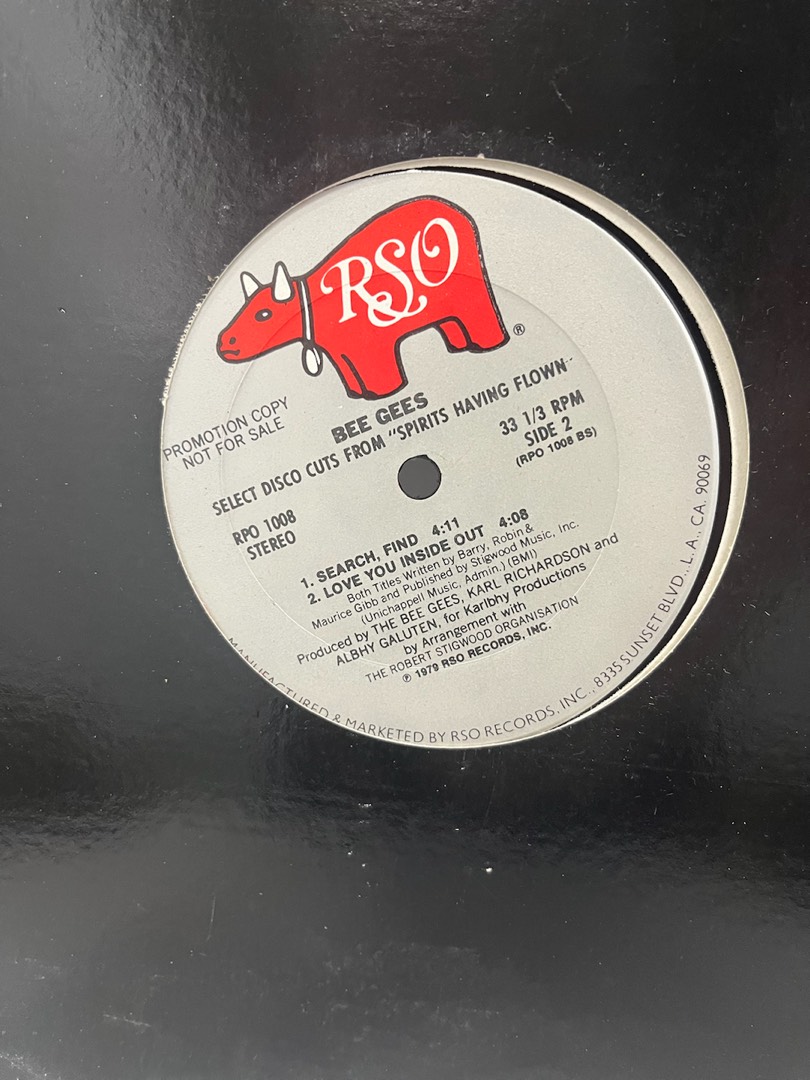 RSO
®
BEE GEES
PROMOTION COPY
NOT FOR SALE
SELECT DISCO CUTS FROM "SPIRITS HAVING FLOWN"
33 1/3 RPM
SIDE 2
(RPO 1008 BS)
RPO 1008
STEREO
1. SEARCH, FIND 4:11
2. LOVE YOU INSIDE OUT 4:08
Both Titles Written by Barry, Robin &
Maurice Gibb and Published by Stigwood Music, Inc.
(Unichappell Music, Admin.) (BMI)
Produced by THE BEE GEES, KARL RICHARDSON and
ALBHY GALUTEN, for Karlbhy Productions
by Arrangement with
THE ROBERT STIGWOOD ORGANISATION
℗ 1979 RSO RECORDS, INC.
MANUFACTURED & MARKETED BY RSO RECORDS, INC., 8335 SUNSET BLVD., L.A., CA. 90069